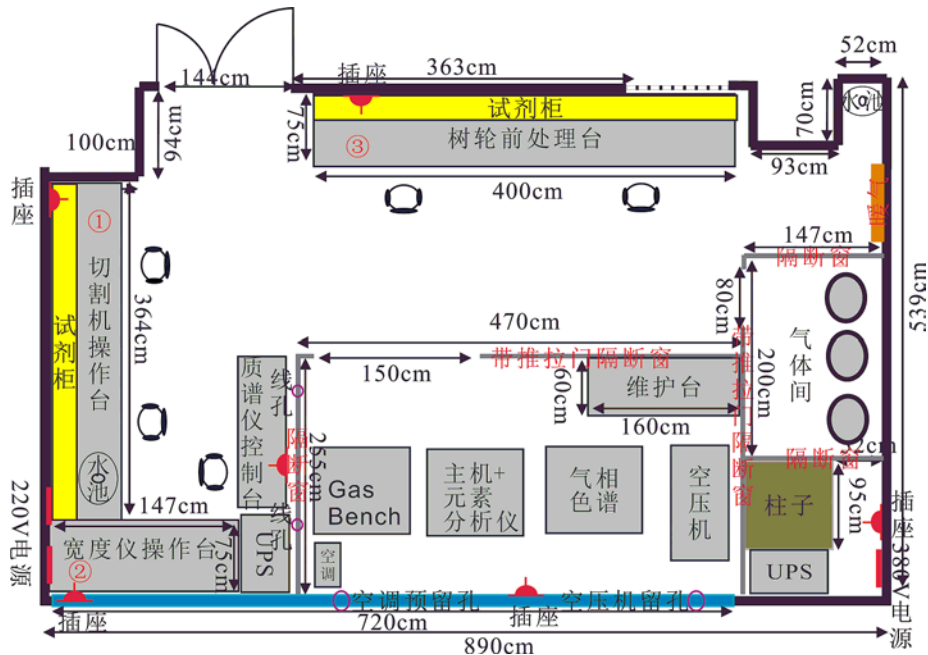 52cm
144cm
插座
363cm
水池
70cm
试剂柜
75cm
94cm
100cm
③
树轮前处理台
93cm
400cm
插座
暖气
①
147cm
隔断窗
切割机操作台
364cm
试剂柜
539cm
80cm
470cm
气体间
200cm
带推拉门隔断窗
带推拉门隔断窗
150cm
60cm
维护台
160cm
质谱仪控制台
线孔
隔断窗
255cm
隔断窗
水池
Gas
Bench
主机+
元素
分析仪
气相
色谱
空压机
柱子
95cm
插座
220V电源
147cm
线孔
宽度仪操作台
75cm
UPS
空调
UPS
380V电源
②
插座
空调预留孔
插座
空压机留孔
720cm
890cm